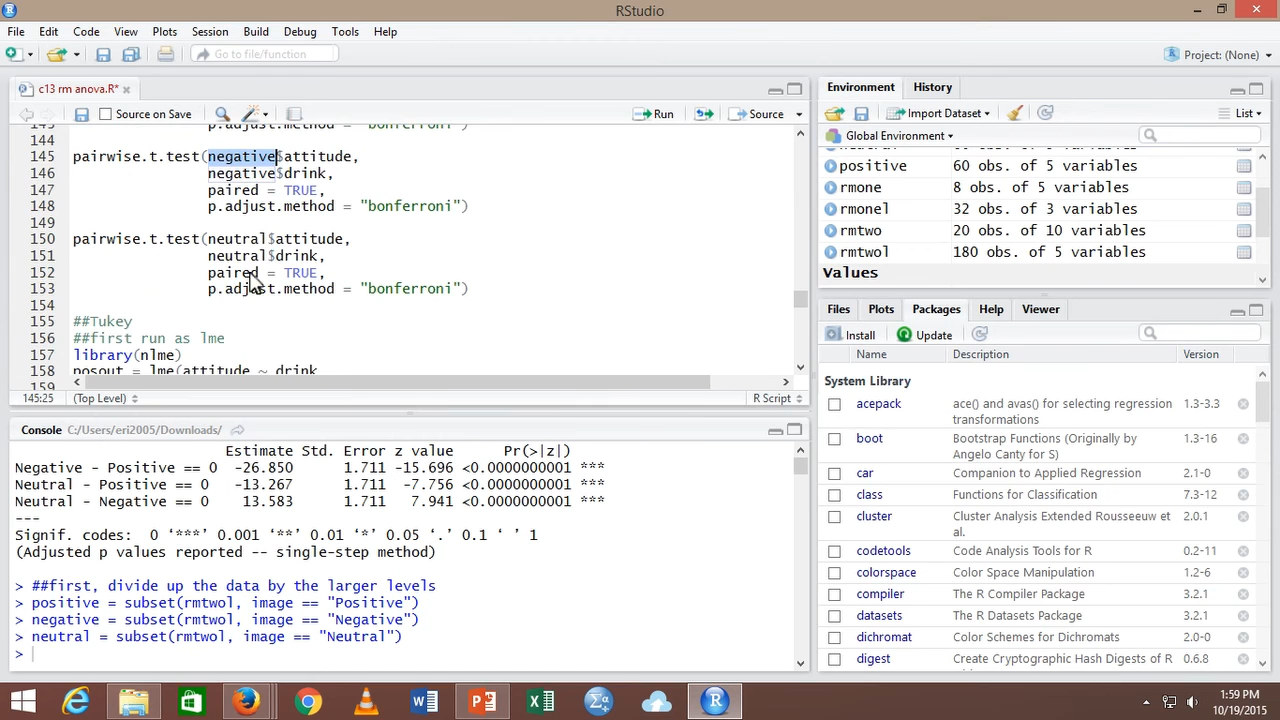 RStudio
File Edit Code View Plots Session Build Debug Tools Help
Go to file/function
Project: (None)
c13 rm anova.R*
Source on Save
Run
Source
143 p.adjust.method = "bonferroni")
144
145 pairwise.t.test(negative$attitude,
146 negative$drink,
147 paired = TRUE,
148 p.adjust.method = "bonferroni")
149
150 pairwise.t.test(neutral$attitude,
151 neutral$drink,
152 paired = TRUE,
153 p.adjust.method = "bonferroni")
154
155 ##Tukey
156 ##first run as lme
157 library(nlme)
158 posout = lme(attitude ~ drink
159
145:25 (Top Level) R Script
Console C:/Users/eri2005/Downloads/
Estimate Std. Error z value Pr(>|z|)
Negative - Positive == 0 -26.850 1.711 -15.696 <0.0000000001 ***
Neutral - Positive == 0 -13.267 1.711 -7.756 <0.0000000001 ***
Neutral - Negative == 0 13.583 1.711 7.941 <0.0000000001 ***
---
Signif. codes: 0 ‘***’ 0.001 ‘**’ 0.01 ‘*’ 0.05 ‘.’ 0.1 ‘ ’ 1
(Adjusted p values reported -- single-step method)
> ##first, divide up the data by the larger levels
> positive = subset(rmtwol, image == "Positive")
> negative = subset(rmtwol, image == "Negative")
> neutral = subset(rmtwol, image == "Neutral")
>
Environment History
Import Dataset List
Global Environment
positive 60 obs. of 5 variables
rmone 8 obs. of 5 variables
rmonel 32 obs. of 3 variables
rmtwo 20 obs. of 10 variables
rmtwol 180 obs. of 5 variables
Values
Files Plots Packages Help Viewer
Install Update
Name Description Version
System Library
acepack ace() and avas() for selecting regression transformations 1.3-3.3
boot Bootstrap Functions (Originally by Angelo Canty for S) 1.3-16
car Companion to Applied Regression 2.1-0
class Functions for Classification 7.3-12
cluster Cluster Analysis Extended Rousseeuw et al. 2.0.1
codetools Code Analysis Tools for R 0.2-11
colorspace Color Space Manipulation 1.2-6
compiler The R Compiler Package 3.2.1
datasets The R Datasets Package 3.2.1
dichromat Color Schemes for Dichromats 2.0-0
digest Create Cryptographic Hash Digests of R 0.6.8
1:59 PM
10/19/2015